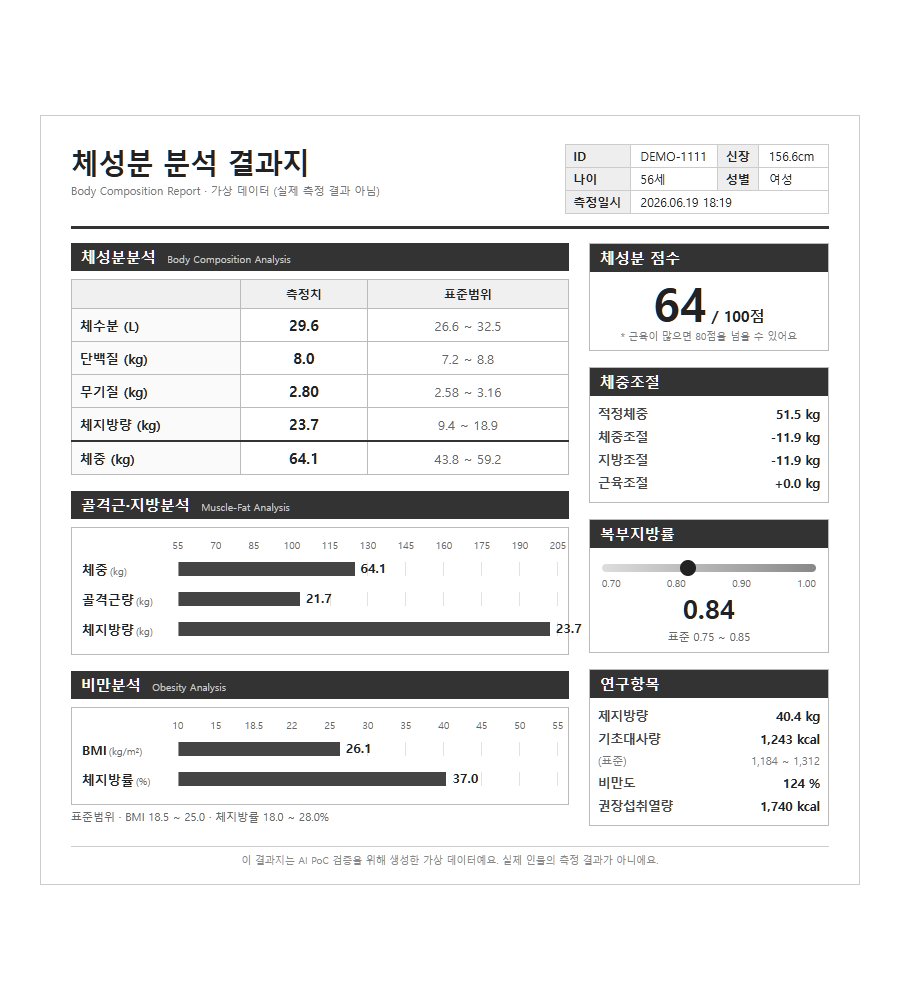 체성분 분석 결과지
Body Composition Report · 가상 데이터 (실제 측정 결과 아님)
ID DEMO-1111 신장 156.6cm
나이 56세 성별 여성
측정일시 2026.06.19 18:19
체성분분석 Body Composition Analysis
측정치 표준범위
체수분 (L) 29.6 26.6 ~ 32.5
단백질 (kg) 8.0 7.2 ~ 8.8
무기질 (kg) 2.80 2.58 ~ 3.16
체지방량 (kg) 23.7 9.4 ~ 18.9
체중 (kg) 64.1 43.8 ~ 59.2
골격근·지방분석 Muscle-Fat Analysis
55 70 85 100 115 130 145 160 175 190 205
체중 (kg) 64.1
골격근량 (kg) 21.7
체지방량 (kg) 23.7
비만분석 Obesity Analysis
10 15 18.5 22 25 30 35 40 45 50 55
BMI (kg/m²) 26.1
체지방률 (%) 37.0
표준범위 · BMI 18.5 ~ 25.0 · 체지방률 18.0 ~ 28.0%
체성분 점수
64 / 100점
* 근육이 많으면 80점을 넘을 수 있어요
체중조절
적정체중 51.5 kg
체중조절 -11.9 kg
지방조절 -11.9 kg
근육조절 +0.0 kg
복부지방률
0.70 0.80 0.90 1.00
0.84
표준 0.75 ~ 0.85
연구항목
제지방량 40.4 kg
기초대사량 1,243 kcal
(표준) 1,184 ~ 1,312
비만도 124 %
권장섭취열량 1,740 kcal
이 결과지는 AI PoC 검증을 위해 생성한 가상 데이터예요. 실제 인물의 측정 결과가 아니에요.